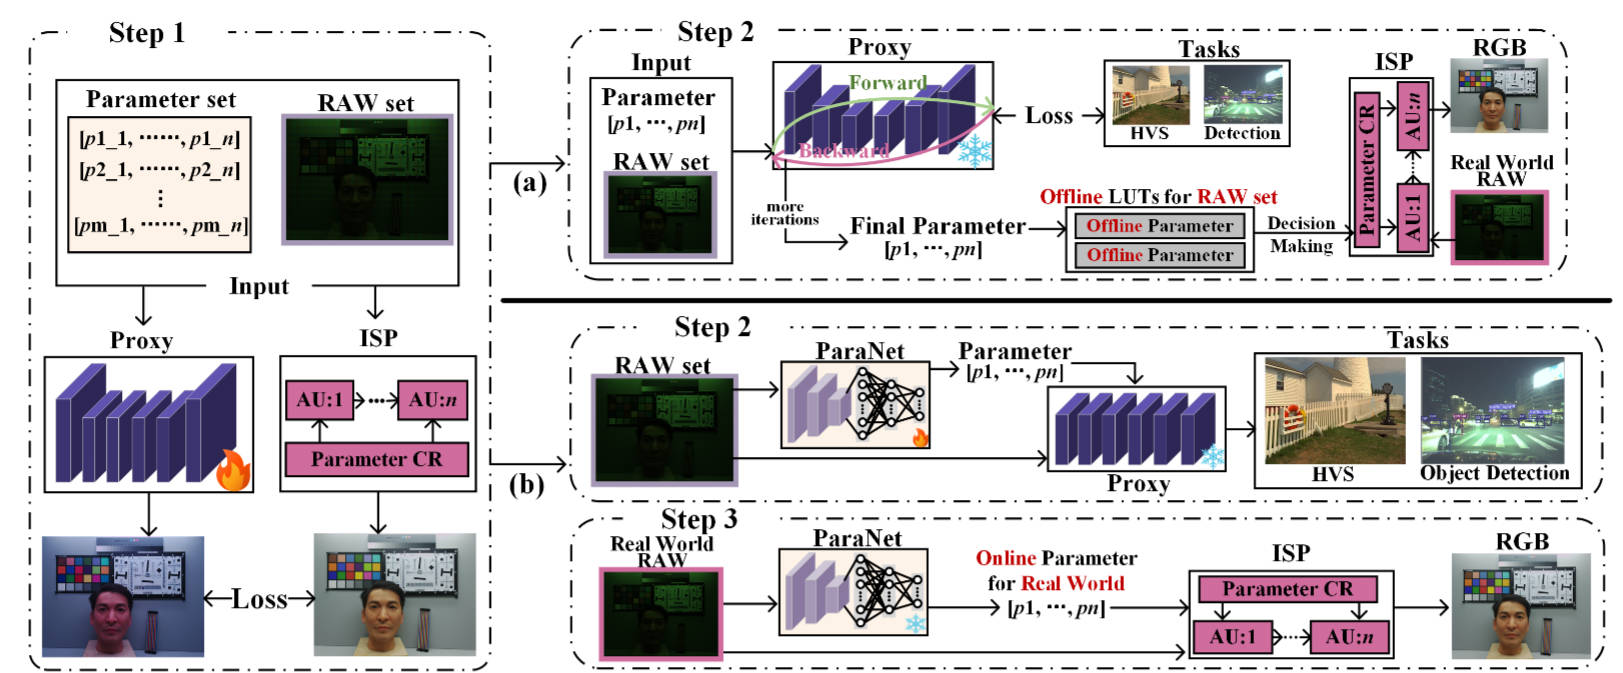 Step 1
Parameter set
[p1_1, ······, p1_n]
[p2_1, ······, p2_n]
⋮
[pm_1, ······, pm_n]
RAW set
Input
Proxy
ISP
AU:1
AU:n
Parameter CR
Loss
(a)
Step 2
Input
Parameter
[p1, ···, pn]
RAW set
Proxy
Forward
Backward
more
iterations
Final Parameter
[p1, ···, pn]
Loss
Tasks
HVS
Detection
Offline LUTs for RAW set
Offline Parameter
Offline Parameter
Decision
Making
ISP
Parameter CR
AU:n
AU:1
RGB
Real World
RAW
(b)
Step 2
RAW set
ParaNet
Parameter
[p1, ···, pn]
Proxy
Tasks
HVS
Object Detection
Step 3
Real World
RAW
ParaNet
Online Parameter
for Real World
[p1, ···, pn]
ISP
Parameter CR
AU:1
AU:n
RGB